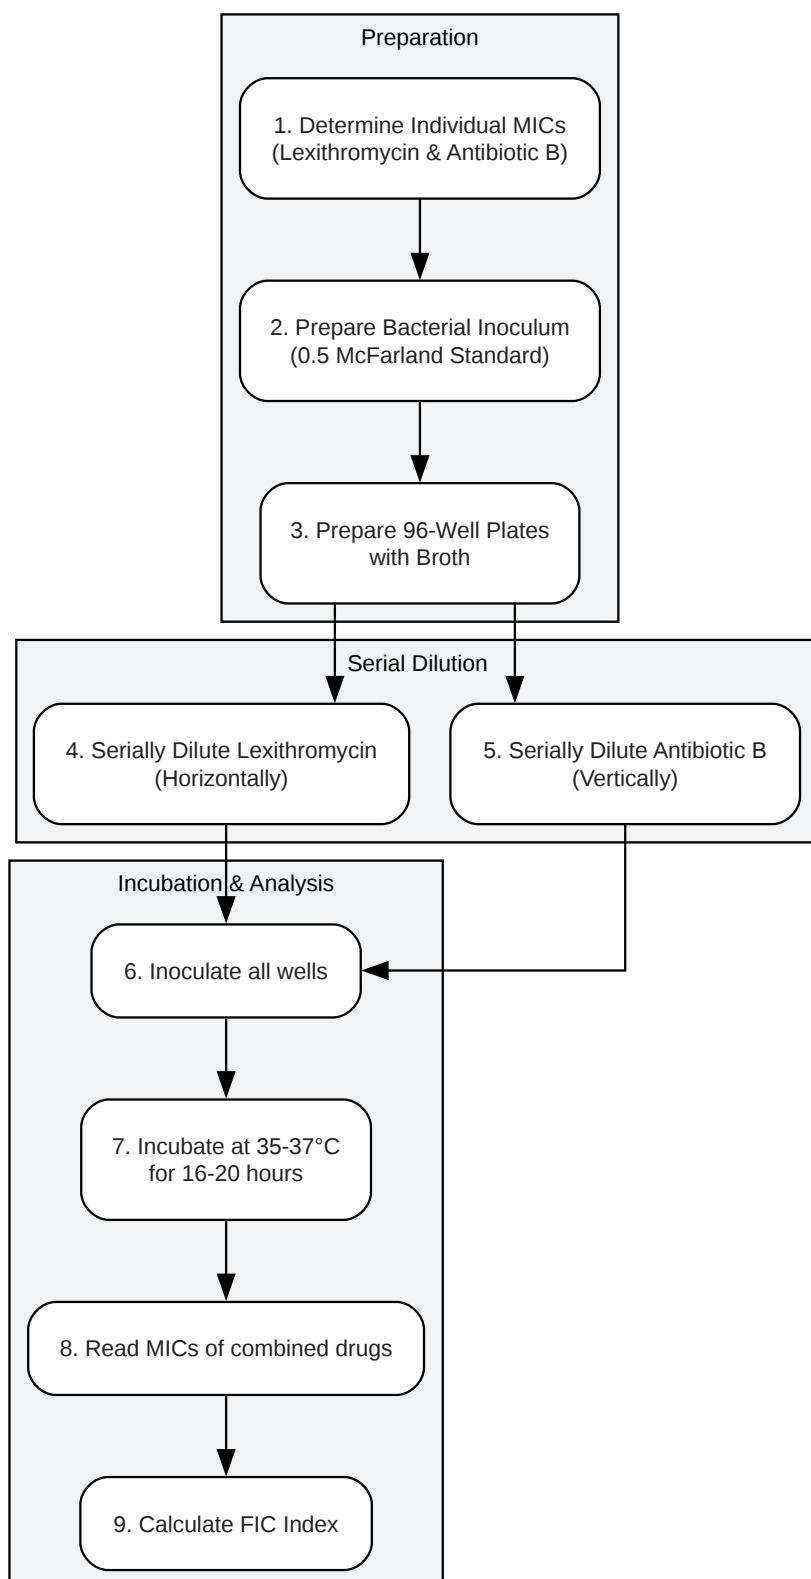 Preparation
1. Determine Individual MICs
(Lexithromycin & Antibiotic B)
2. Prepare Bacterial Inoculum
(0.5 McFarland Standard)
3. Prepare 96-Well Plates
with Broth
Serial Dilution
4. Serially Dilute Lexithromycin
(Horizontally)
5. Serially Dilute Antibiotic B
(Vertically)
Incubation & Analysis
6. Inoculate all wells
7. Incubate at 35-37°C
for 16-20 hours
8. Read MICs of combined drugs
9. Calculate FIC Index